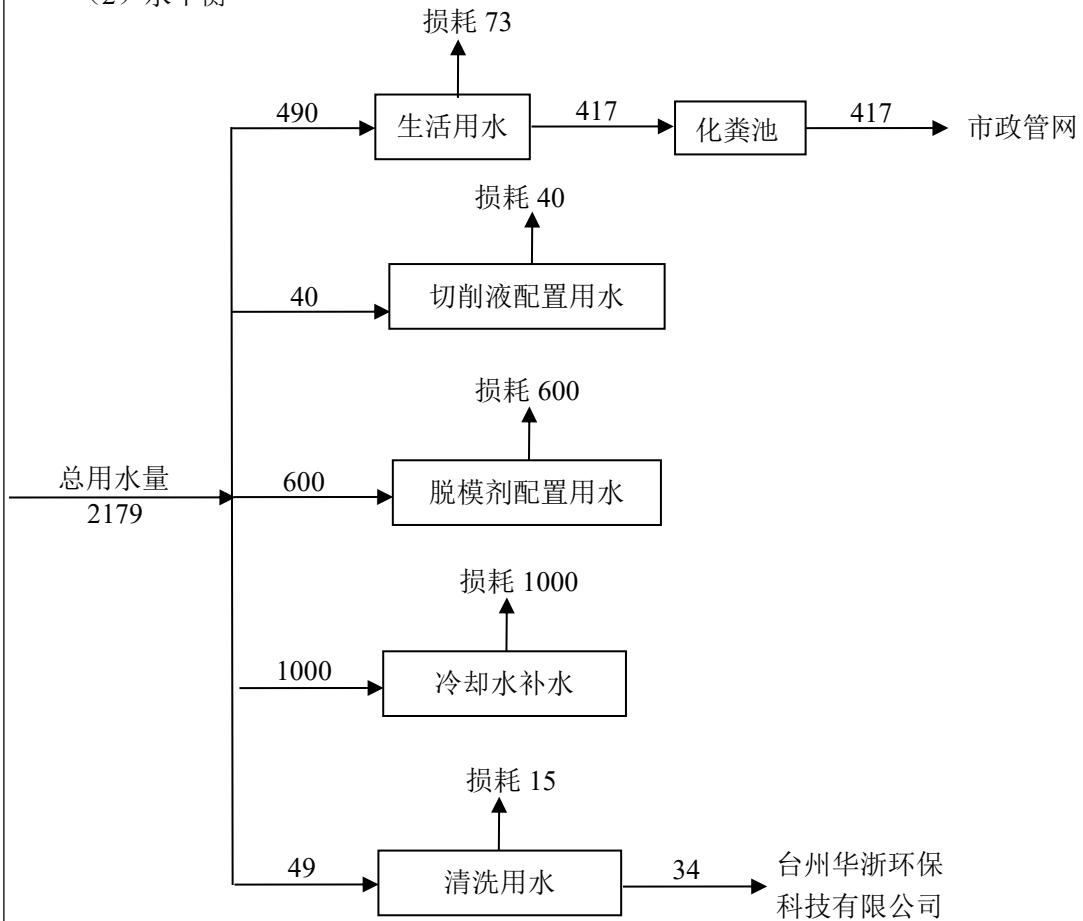 （2）水平衡
损耗 73
490
生活用水
417
化粪池
417
市政管网
损耗 40
40
切削液配置用水
损耗 600
总用水量
2179
600
脱模剂配置用水
损耗 1000
1000
冷却水补水
损耗 15
49
清洗用水
34
台州华浙环保
科技有限公司